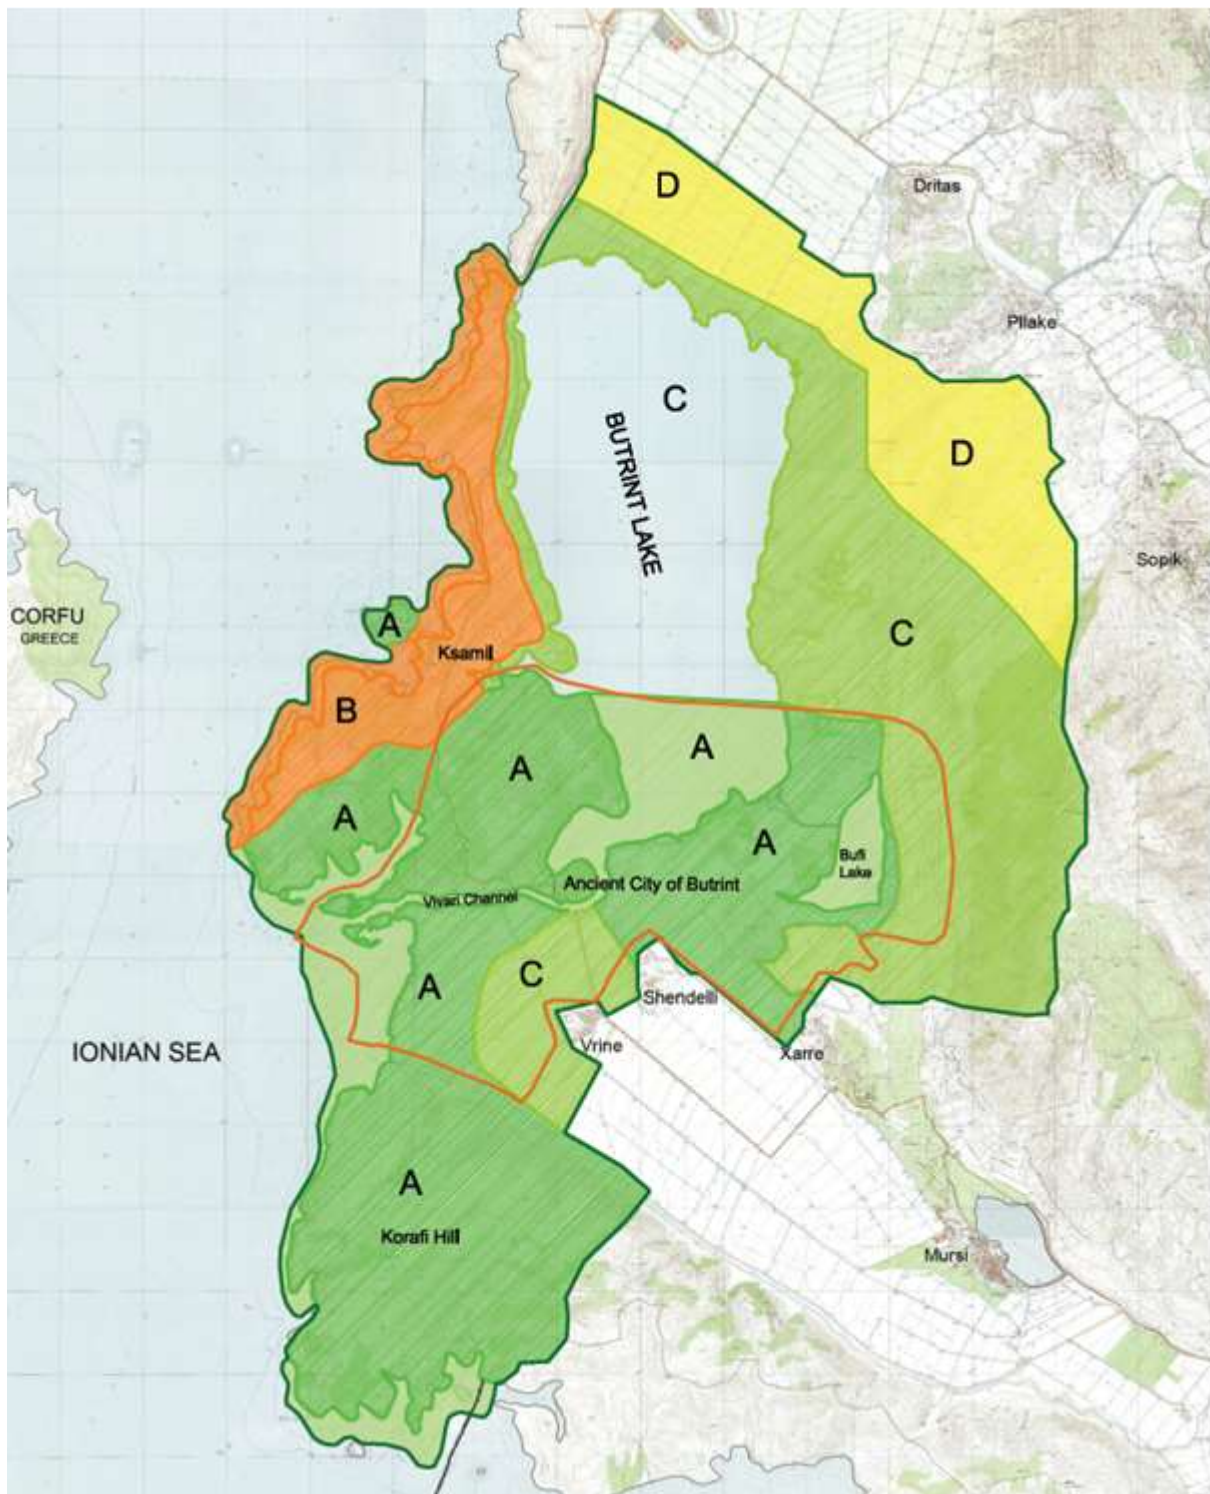 D
Dritas
Pllake
C
BUTRINT LAKE
D
Sopik
CORFU
GREECE
A
Ksamil
C
B
A
A
A
A
Bufi
Lake
Ancient City of Butrint
Vivari Channel
C
A
Shendelli
Vrine
Xarre
IONIAN SEA
A
Korafi Hill
Mursi